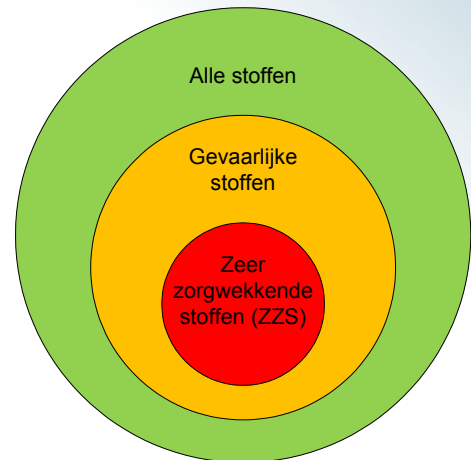 Alle stoffen
Gevaarlijke
stoffen
Zeer
zorgwekkende
stoffen (ZZS)